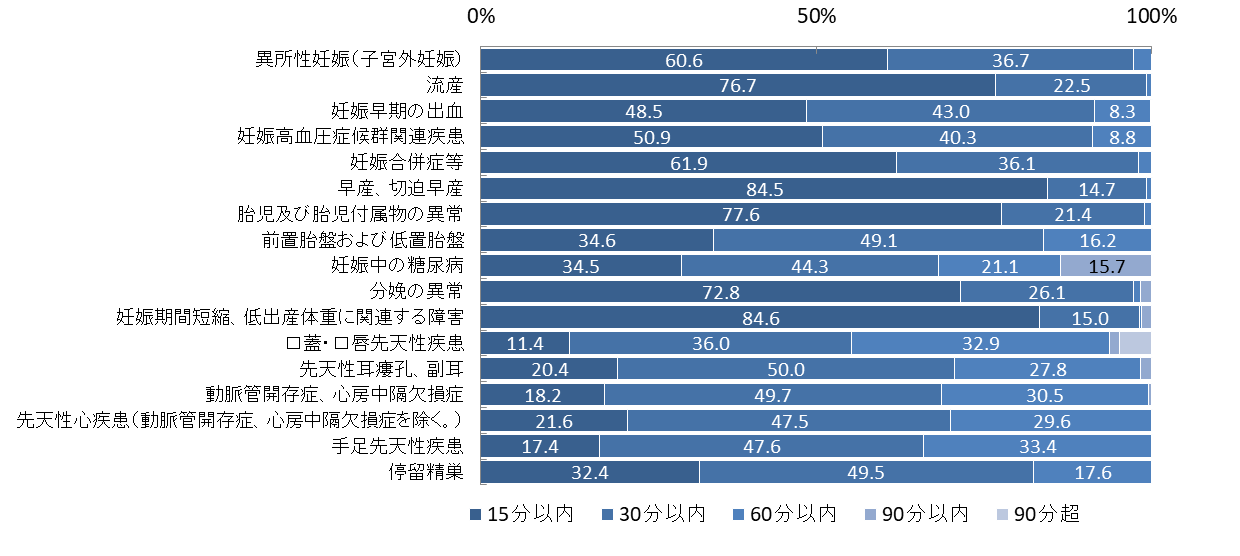 0% 50% 100%
異所性妊娠(子宮外妊娠) 60.6 36.7
流産 76.7 22.5
妊娠早期の出血 48.5 43.0 8.3
妊娠高血圧症候群関連疾患 50.9 40.3 8.8
妊娠合併症等 61.9 36.1
早産、切迫早産 84.5 14.7
胎児及び胎児付属物の異常 77.6 21.4
前置胎盤および低置胎盤 34.6 49.1 16.2
妊娠中の糖尿病 34.5 44.3 21.1 15.7
分娩の異常 72.8 26.1
妊娠期間短縮、低出産体重に関連する障害 84.6 15.0
口蓋・口唇先天性疾患 11.4 36.0 32.9
先天性耳瘻孔、副耳 20.4 50.0 27.8
動脈管開存症、心房中隔欠損症 18.2 49.7 30.5
先天性心疾患(動脈管開存症、心房中隔欠損症を除く。) 21.6 47.5 29.6
手足先天性疾患 17.4 47.6 33.4
停留精巣 32.4 49.5 17.6
15分以内 30分以内 60分以内 90分以内 90分超